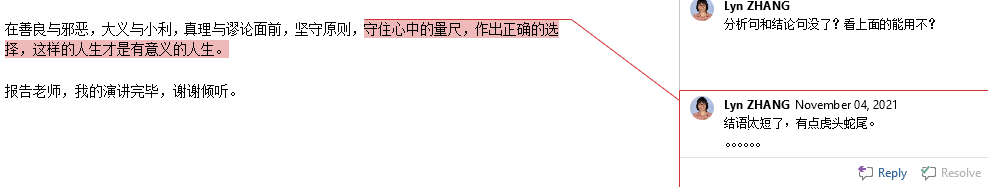 Lyn ZHANG
分析句和结论句没了？看上面的能用不？
在善良与邪恶，大义与小利，真理与谬论面前，坚守原则，守住心中的量尺，作出正确的选
择，这样的人生才是有意义的人生。
报告老师，我的演讲完毕，谢谢倾听。
Lyn ZHANG November 04, 2021
结语太短了，有点虎头蛇尾。
。。。。。。
Reply Resolve